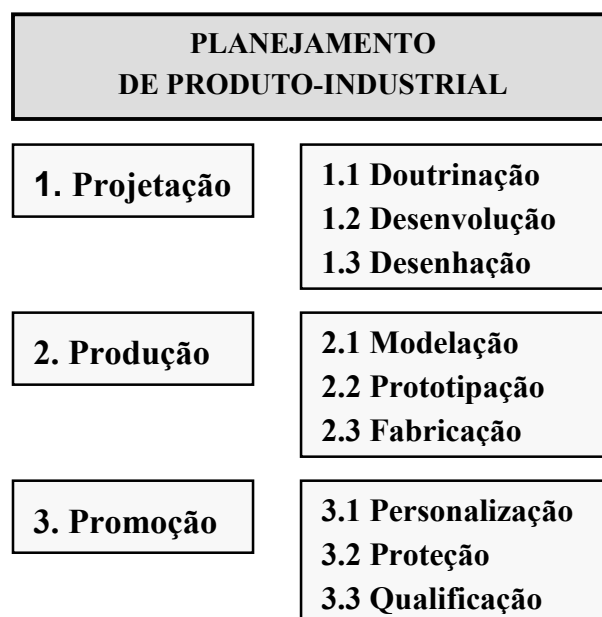 PLANEJAMENTO
DE PRODUTO-INDUSTRIAL
1. Projetação
1.1 Doutrinação
1.2 Desenvolução
1.3 Desenhação
2. Produção
2.1 Modelação
2.2 Prototipação
2.3 Fabricação
3. Promoção
3.1 Personalização
3.2 Proteção
3.3 Qualificação